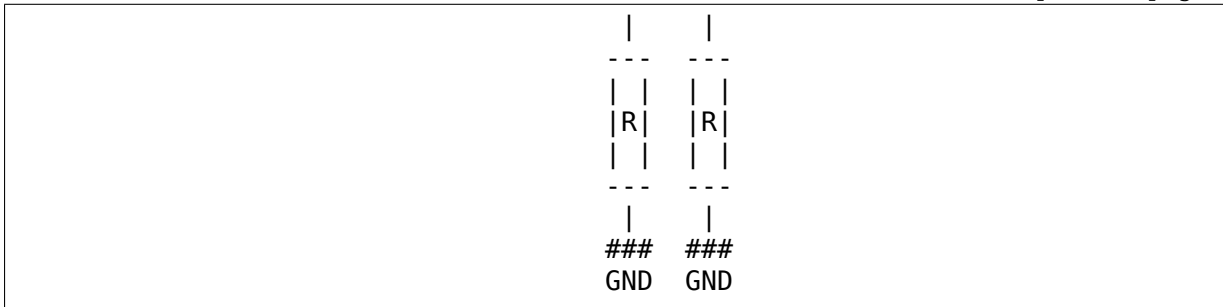 |   |
---  ---
| |  | |
|R|  |R|
| |  | |
---  ---
|   |
###  ###
GND  GND